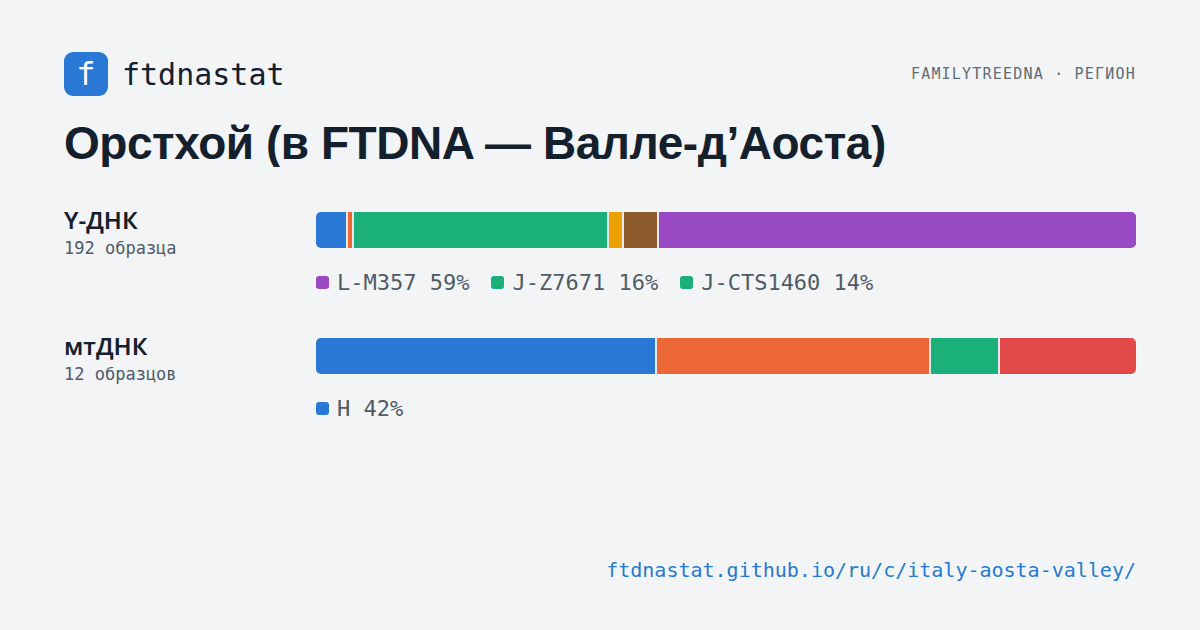 f ftdnastat
FAMILYTREEDNA · РЕГИОН
Орстхой (в FTDNA — Валле-д’Аоста)
Y-ДНК
192 образца
L-M357 59% J-Z7671 16% J-CTS1460 14%
мтДНК
12 образцов
H 42%
ftdnastat.github.io/ru/c/italy-aosta-valley/